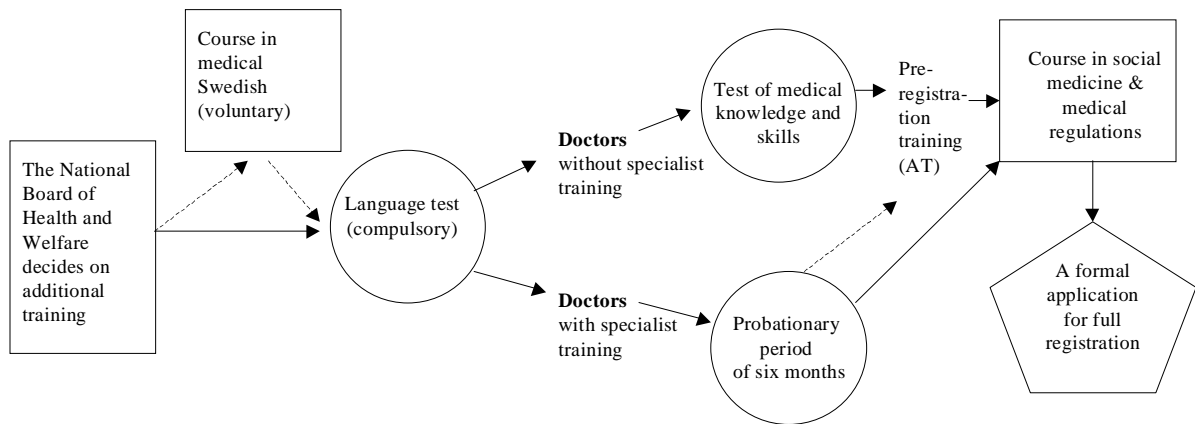 The National
Board of
Health and
Welfare
decides on
additional
training
Course in
medical
Swedish
(voluntary)
Language test
(compulsory)
Doctors
without specialist
training
Test of medical
knowledge and
skills
Pre-
registra-
tion
training
(AT)
Doctors
with specialist
training
Probationary
period
of six months
Course in social
medicine &
medical
regulations
A formal
application
for full
registration